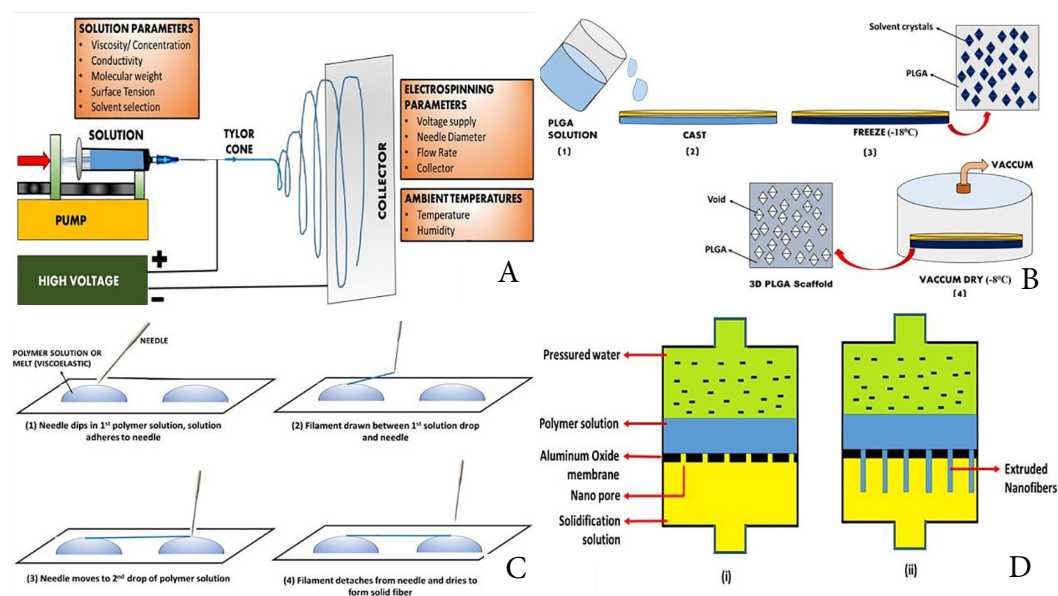 SOLUTION PARAMETERS
• Viscosity/ Concentration
• Conductivity
• Molecular weight
• Surface Tension
• Solvent selection
SOLUTION
TYLOR
CONE
PUMP
HIGH VOLTAGE
+
−
COLLECTOR
ELECTROSPINNING
PARAMETERS
• Voltage supply
• Needle Diameter
• Flow Rate
• Collector
AMBIENT TEMPERATURES
• Temperature
• Humidity
A
PLGA
SOLUTION
(1)
CAST
(2)
FREEZE (-18⁰C)
(3)
Solvent crystals
PLGA
VACCUM
Void
PLGA
3D PLGA Scaffold
VACCUM DRY (-8⁰C)
(4)
B
POLYMER SOLUTION OR
MELT (VISCOELASTIC)
NEEDLE
(1) Needle dips in 1st polymer solution, solution
adheres to needle
(2) Filament drawn between 1st solution drop
and needle
(3) Needle moves to 2nd drop of polymer solution
(4) Filament detaches from needle and dries to
form solid fiber
C
Pressured water
Polymer solution
Aluminum Oxide
membrane
Nano pore
Solidification
solution
(i)
Extruded
Nanofibers
(ii)
D